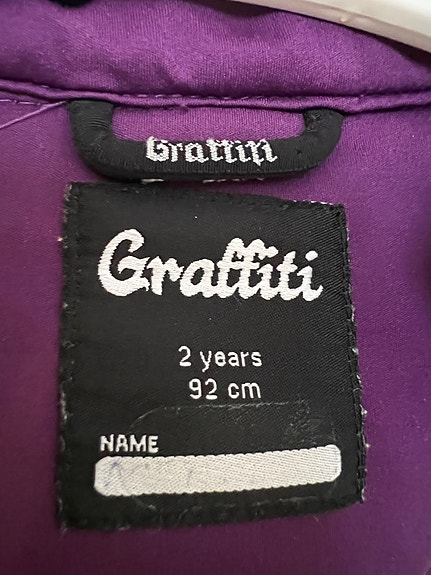 Graffiti
Graffiti
2 years
92 cm
NAME